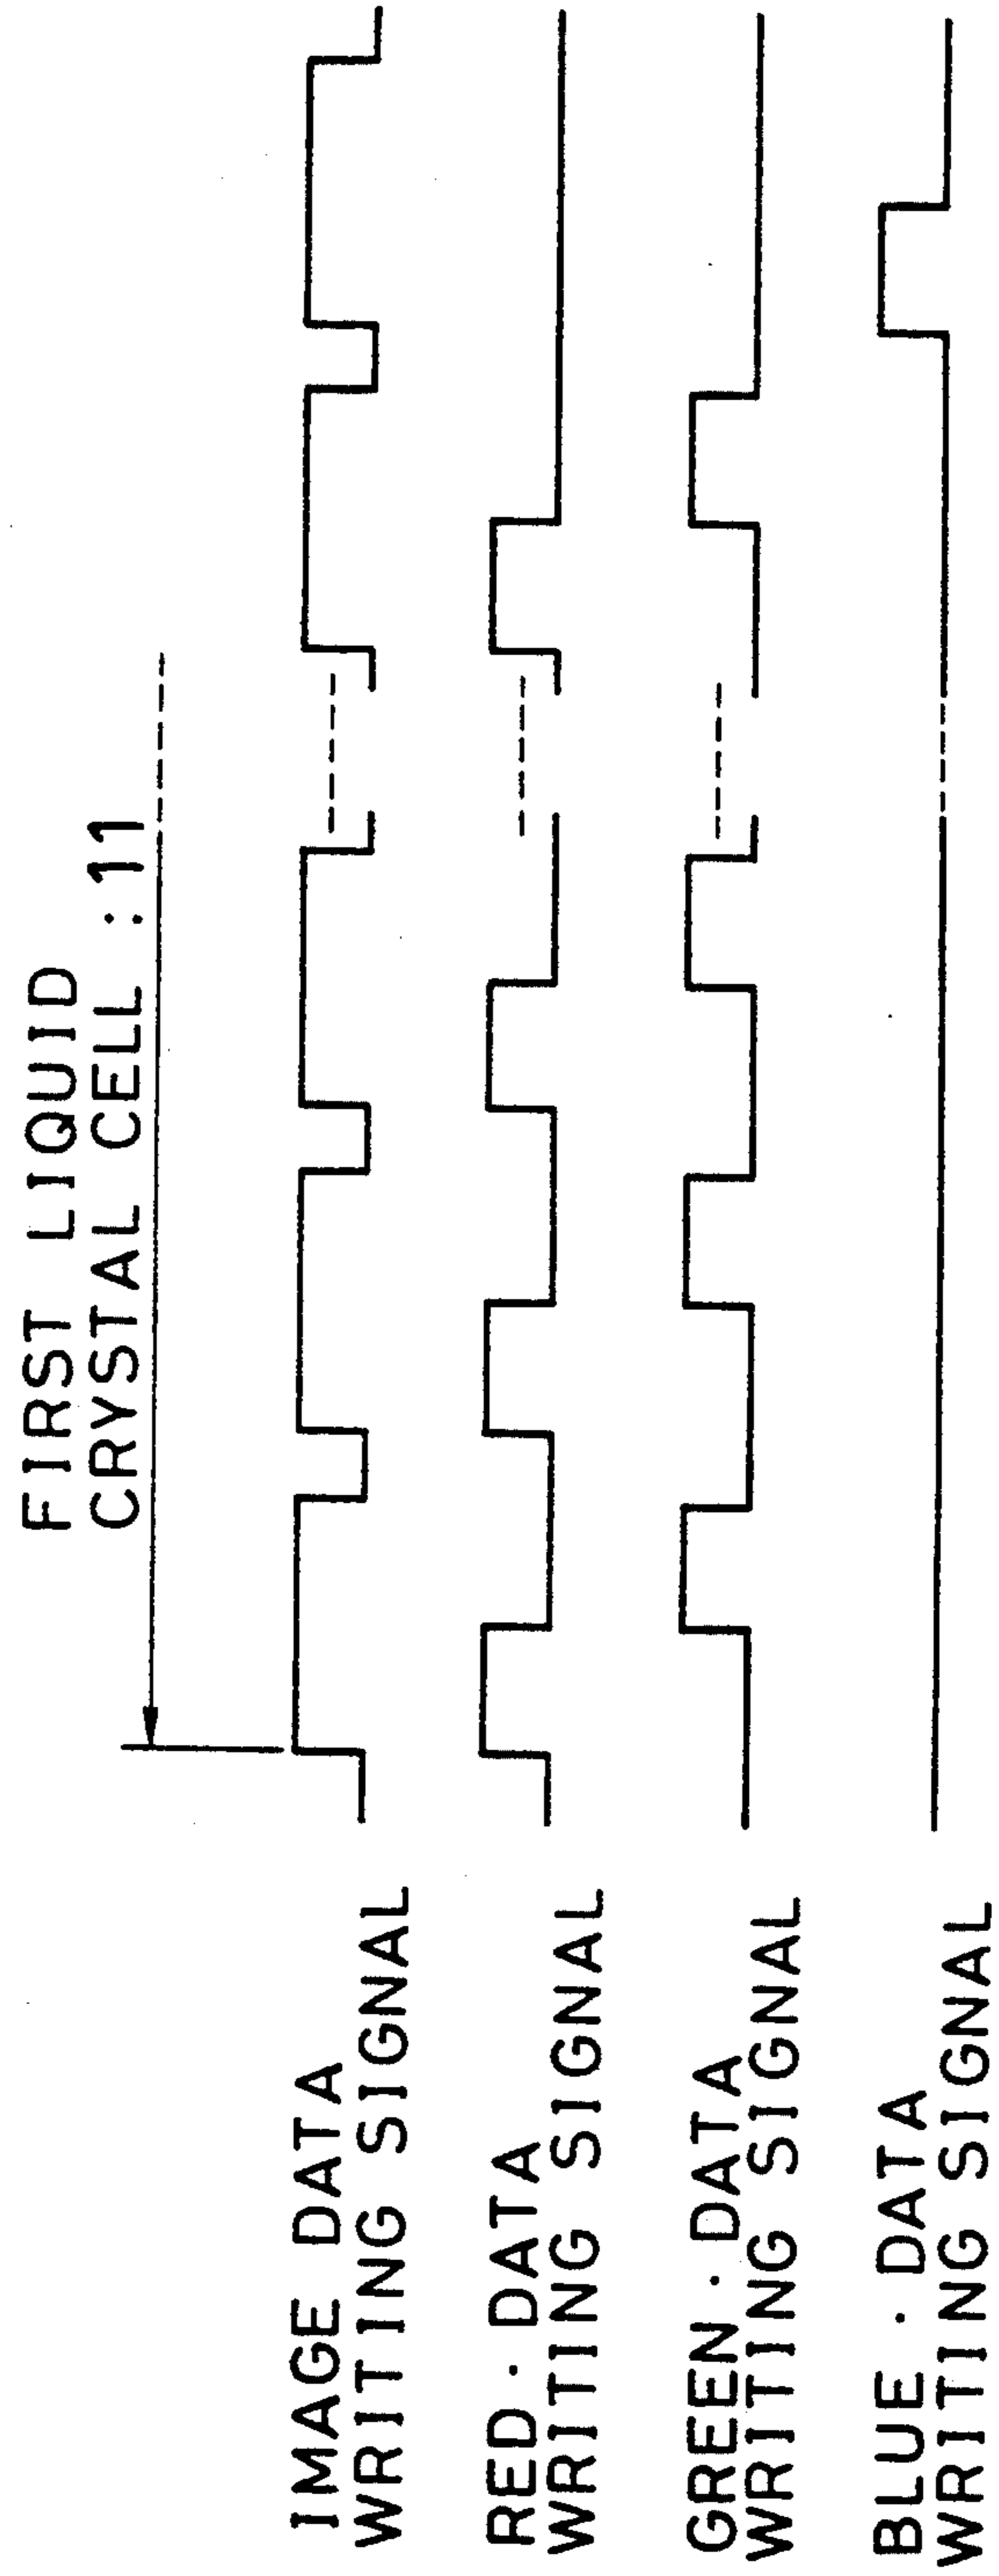 FIRST LIQUID
CRYSTAL CELL : 11
IMAGE DATA
WRITING SIGNAL
RED · DATA
WRITING SIGNAL
GREEN · DATA
WRITING SIGNAL
BLUE · DATA
WRITING SIGNAL